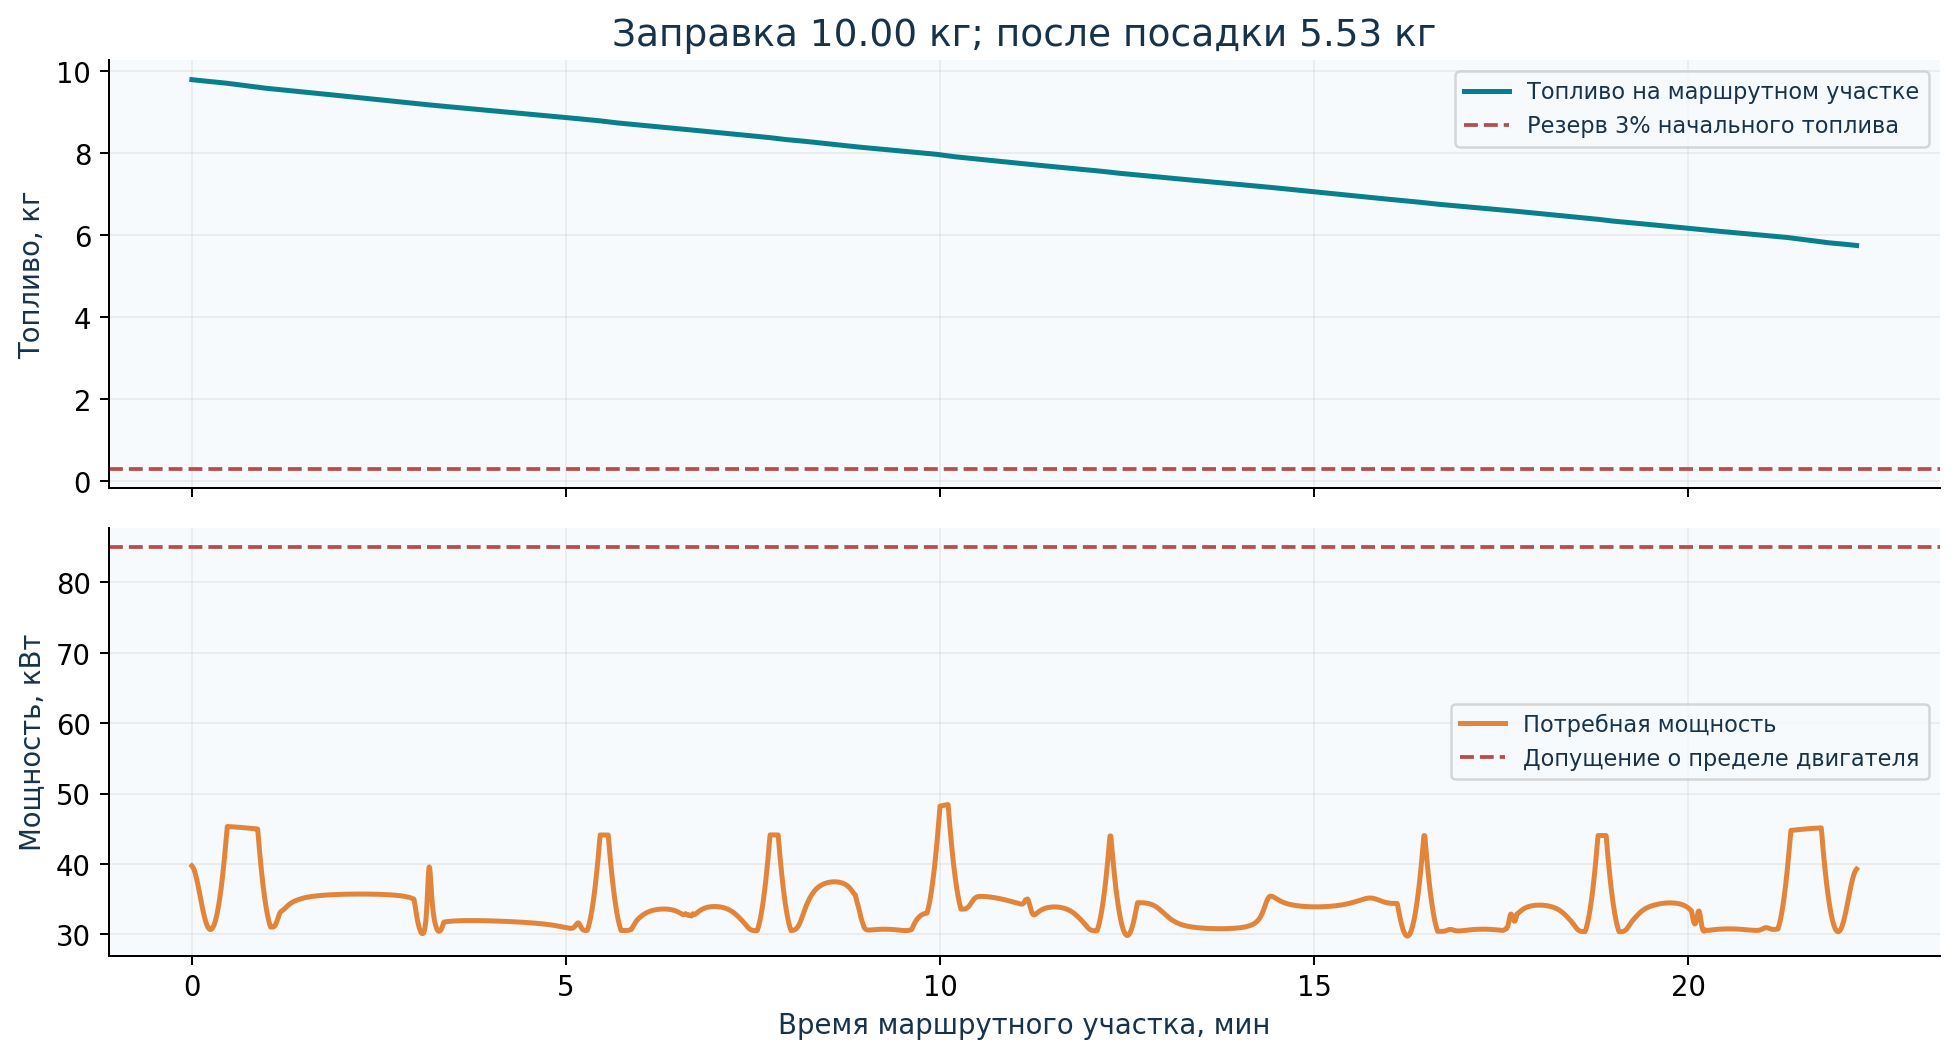 Заправка 10.00 кг; после посадки 5.53 кг
Топливо, кг
10
8
6
4
2
0
Топливо на маршрутном участке
Резерв 3% начального топлива
Мощность, кВт
80
70
60
50
40
30
Потребная мощность
Допущение о пределе двигателя
0 5 10 15 20
Время маршрутного участка, мин